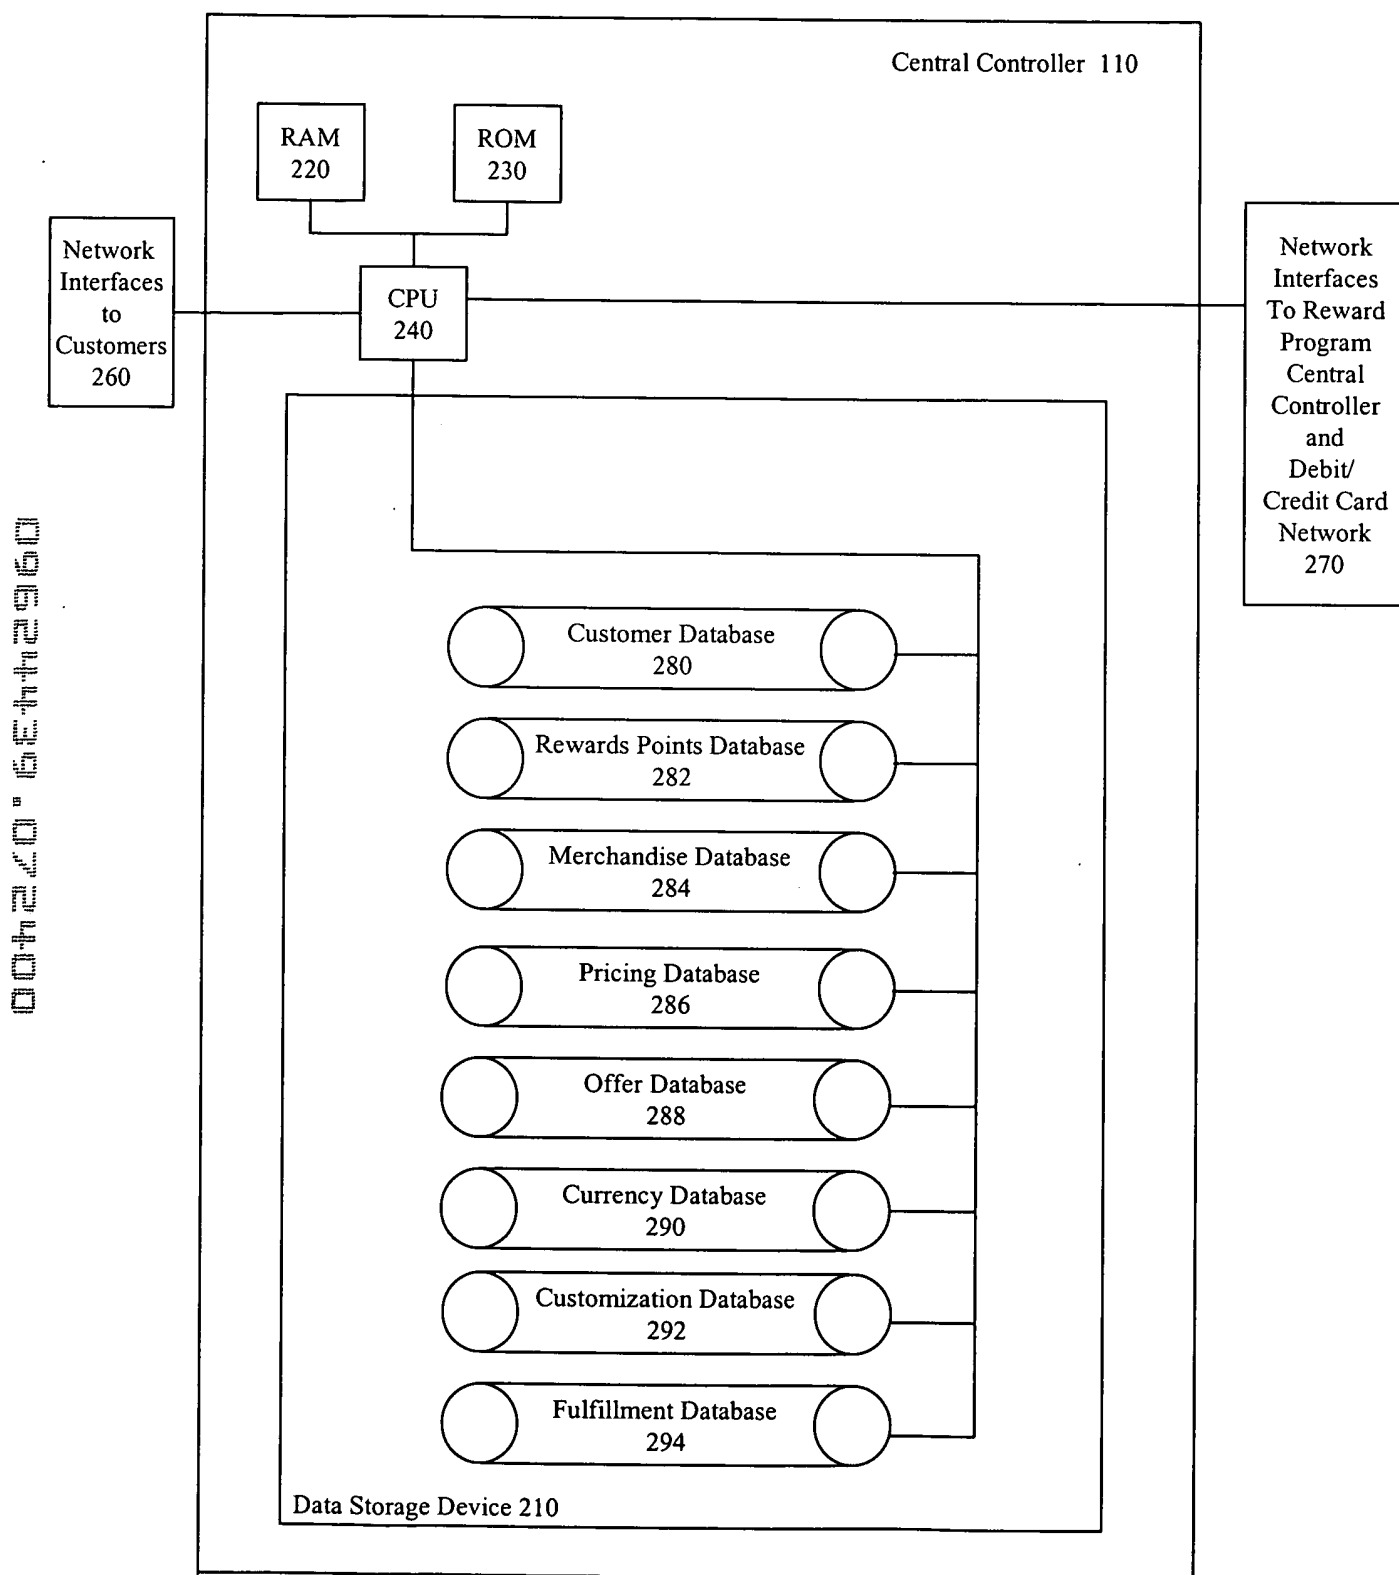 Central Controller 110
RAM
220
ROM
230
Network
Interfaces
to
Customers
260
CPU
240
Network
Interfaces
To Reward
Program
Central
Controller
and
Debit/
Credit Card
Network
270
Customer Database
280
Rewards Points Database
282
Merchandise Database
284
Pricing Database
286
Offer Database
288
Currency Database
290
Customization Database
292
Fulfillment Database
294
Data Storage Device 210
09624439.072400